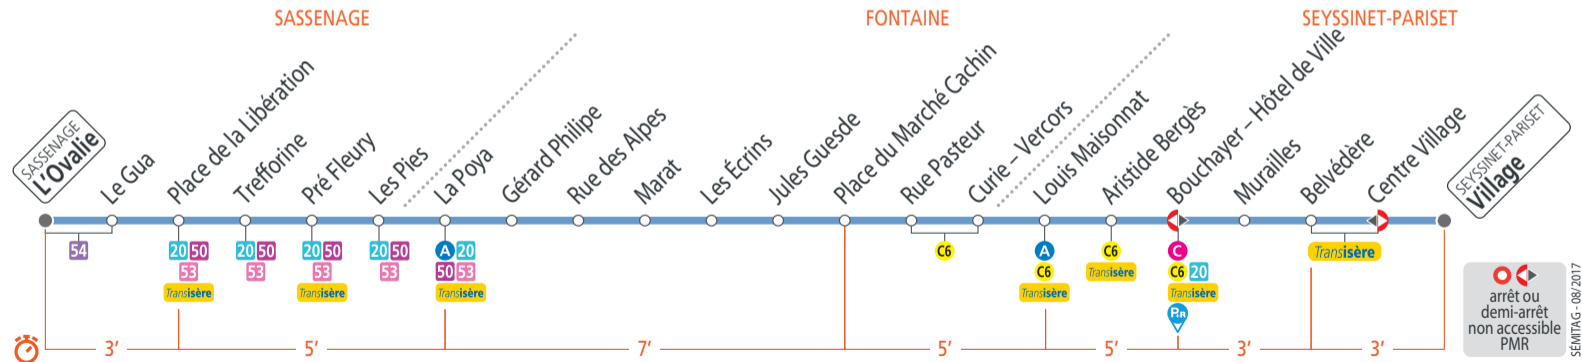 SASSENAGE
FONTAINE
SEYSSINET-PARISET
SASSENAGE
L'Ovalie
Le Gua
Place de la Libération
Trefforine
Pré Fleury
Les Pies
La Poya
Gérard Philipe
Rue des Alpes
Marat
Les Écrins
Jules Guesde
Place du Marché Cachin
Rue Pasteur
Curie – Vercors
Louis Maisonnat
Aristide Bergès
Bouchayer – Hôtel de Ville
Murailles
Belvédère
Centre Village
SEYSSINET-PARISET
Village
54
20 50
53
Transisère
20 50
53
20 50
53
Transisère
20 50
53
A 20
50 53
Transisère
C6
A
C6
Transisère
C6
Transisère
C
C6 20
Transisère
P+R
Transisère
3’ 5’ 7’ 5’ 5’ 3’ 3’
arrêt ou
demi-arrêt
non accessible
PMR
SÉMITAG - 08/2017